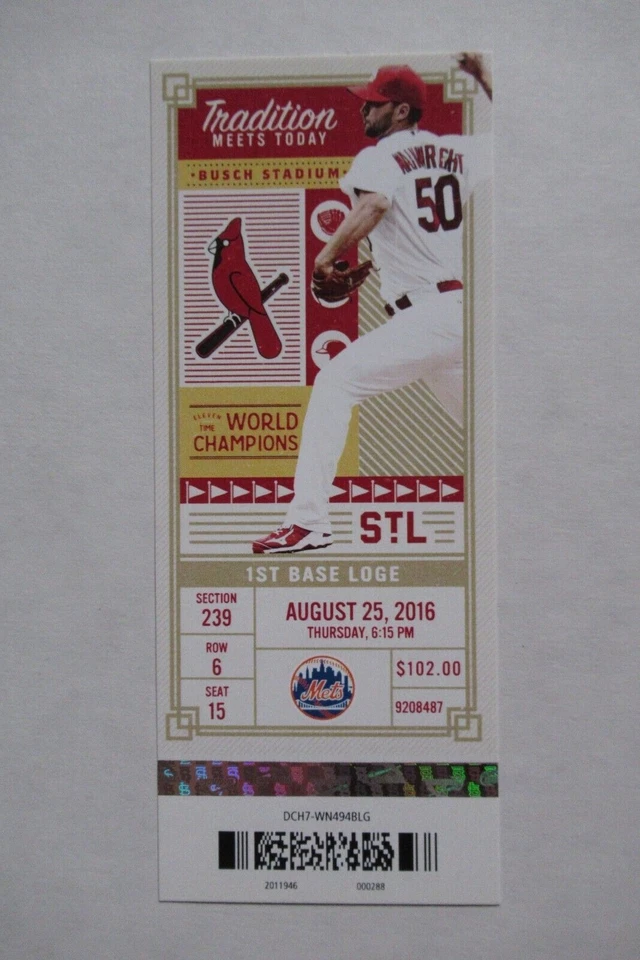 Tradition
MEETS TODAY
•BUSCH STADIUM•
WAINWRIGHT
50
ELEVEN
TIME
WORLD
CHAMPIONS
STL
1ST BASE LOGE
SECTION
239
ROW
6
SEAT
15
AUGUST 25, 2016
THURSDAY, 6:15 PM
Mets
$102.00
9208487
DCH7-WN494BLG
2011946 000288